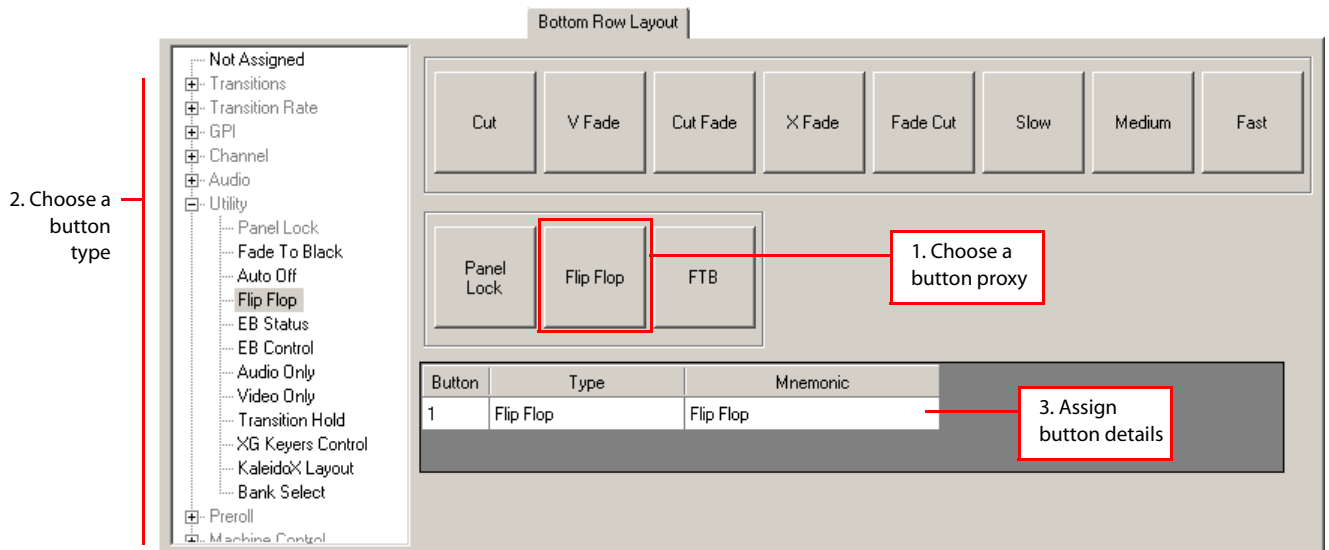 Bottom Row Layout
Not Assigned
Transitions
Transition Rate
GPI
Channel
Audio
Utility
Panel Lock
Fade To Black
Auto Off
Flip Flop
EB Status
EB Control
Audio Only
Video Only
Transition Hold
XG Keyers Control
KaleidoX Layout
Bank Select
Preroll
Machine Control
2. Choose a
button
type
Cut
V Fade
Cut Fade
X Fade
Fade Cut
Slow
Medium
Fast
Panel
Lock
Flip Flop
FTB
1. Choose a
button proxy
Button Type Mnemonic
1 Flip Flop Flip Flop
3. Assign
button details